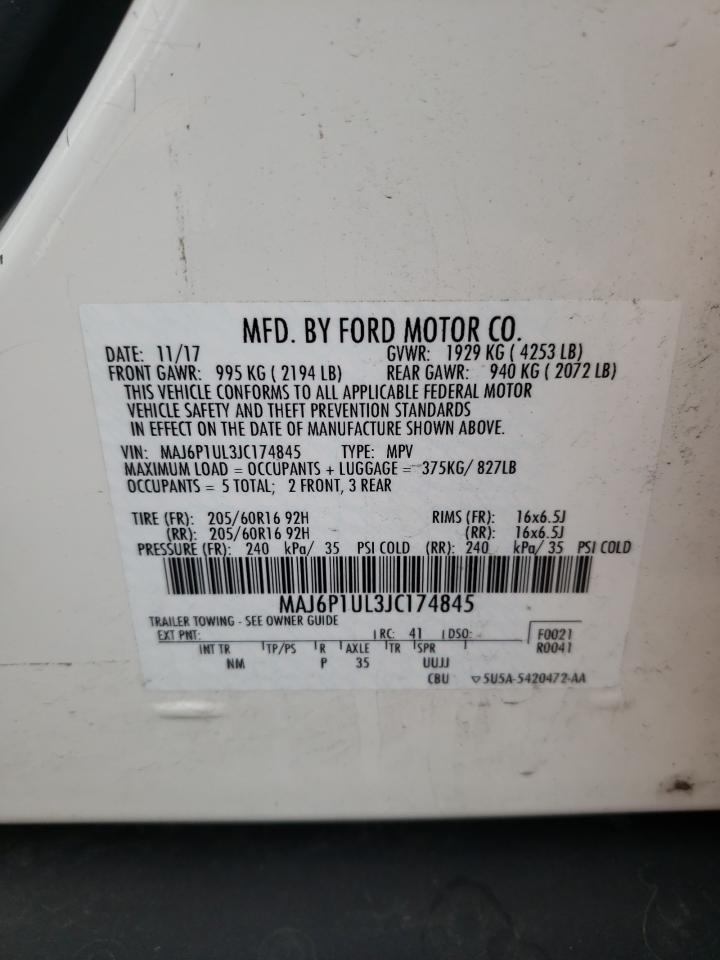 MFD. BY FORD MOTOR CO.
DATE: 11/17 GVWR: 1929 KG ( 4253 LB)
FRONT GAWR: 995 KG ( 2194 LB) REAR GAWR: 940 KG ( 2072 LB)
THIS VEHICLE CONFORMS TO ALL APPLICABLE FEDERAL MOTOR
VEHICLE SAFETY AND THEFT PREVENTION STANDARDS
IN EFFECT ON THE DATE OF MANUFACTURE SHOWN ABOVE.
VIN: MAJ6P1UL3JC174845 TYPE: MPV
MAXIMUM LOAD = OCCUPANTS + LUGGAGE = 375KG/ 827LB
OCCUPANTS = 5 TOTAL; 2 FRONT, 3 REAR
TIRE (FR): 205/60R16 92H RIMS (FR): 16x6.5J
(RR): 205/60R16 92H (RR): 16x6.5J
PRESSURE (FR): 240 kPa/ 35 PSI COLD (RR): 240 kPa/ 35 PSI COLD
MAJ6P1UL3JC174845
TRAILER TOWING - SEE OWNER GUIDE
EXT PNT: RC: 41 DSO: F0021
INT TR TP/PS R AXLE TR SPR R0041
NM P 35 UUJJ
CBU ▽5U5A-5420472-AA